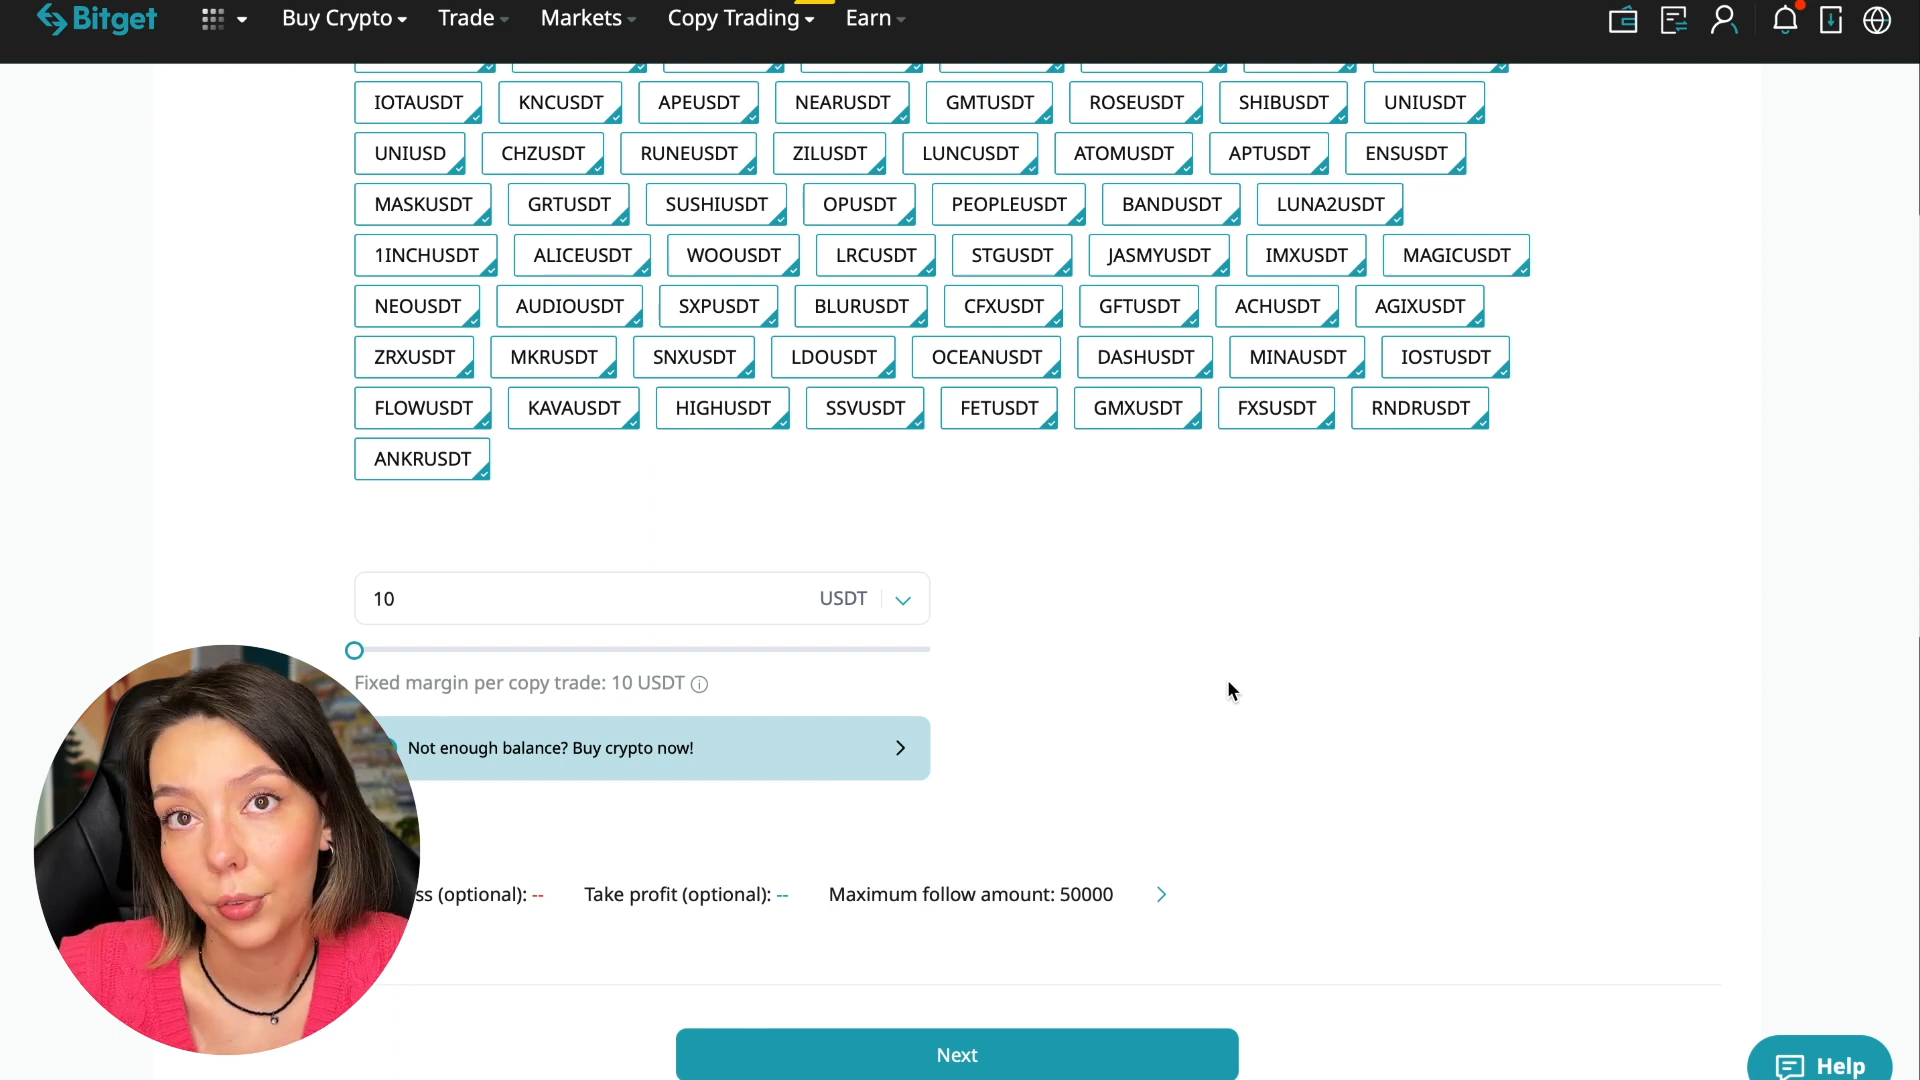 Bitget Buy Crypto Trade Markets Copy Trading Earn
IOTAUSDT KNCUSDT APEUSDT NEARUSDT GMTUSDT ROSEUSDT SHIBUSDT UNIUSDT
UNIUSD CHZUSDT RUNEUSDT ZILUSDT LUNCUSDT ATOMUSDT APTUSDT ENSUSDT
MASKUSDT GRTUSDT SUSHIUSDT OPUSDT PEOPLEUSDT BANDUSDT LUNA2USDT
1INCHUSDT ALICEUSDT WOOUSDT LRCUSDT STGUSDT JASMYUSDT IMXUSDT MAGICUSDT
NEOUSDT AUDIOUSDT SXPUSDT BLURUSDT CFXUSDT GFTUSDT ACHUSDT AGIXUSDT
ZRXUSDT MKRUSDT SNXUSDT LDOUSDT OCEANUSDT DASHUSDT MINAUSDT IOSTUSDT
FLOWUSDT KAVAUSDT HIGHUSDT SSVUSDT FETUSDT GMXUSDT FXSUSDT RNDRUSDT
ANKRUSDT
10 USDT
Fixed margin per copy trade: 10 USDT
Not enough balance? Buy crypto now!
ss (optional): -- Take profit (optional): -- Maximum follow amount: 50000
Next
Help